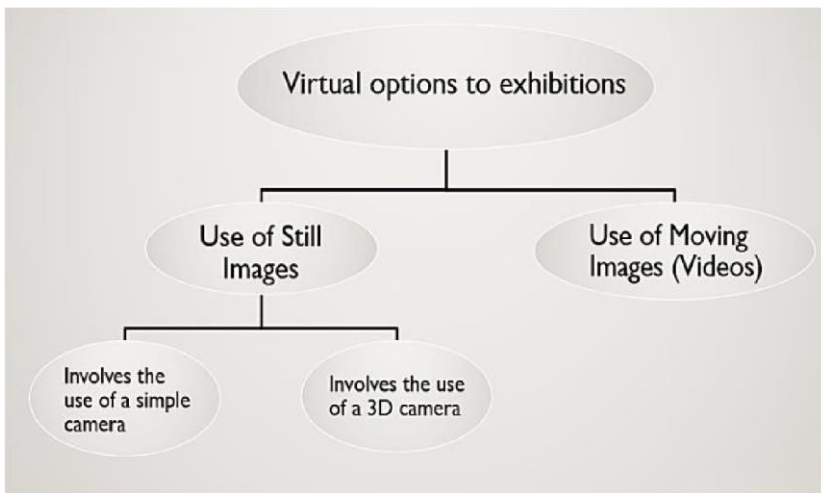 Virtual options to exhibitions
Use of Still
Images
Use of Moving
Images (Videos)
Involves the
use of a simple
camera
Involves the use
of a 3D camera